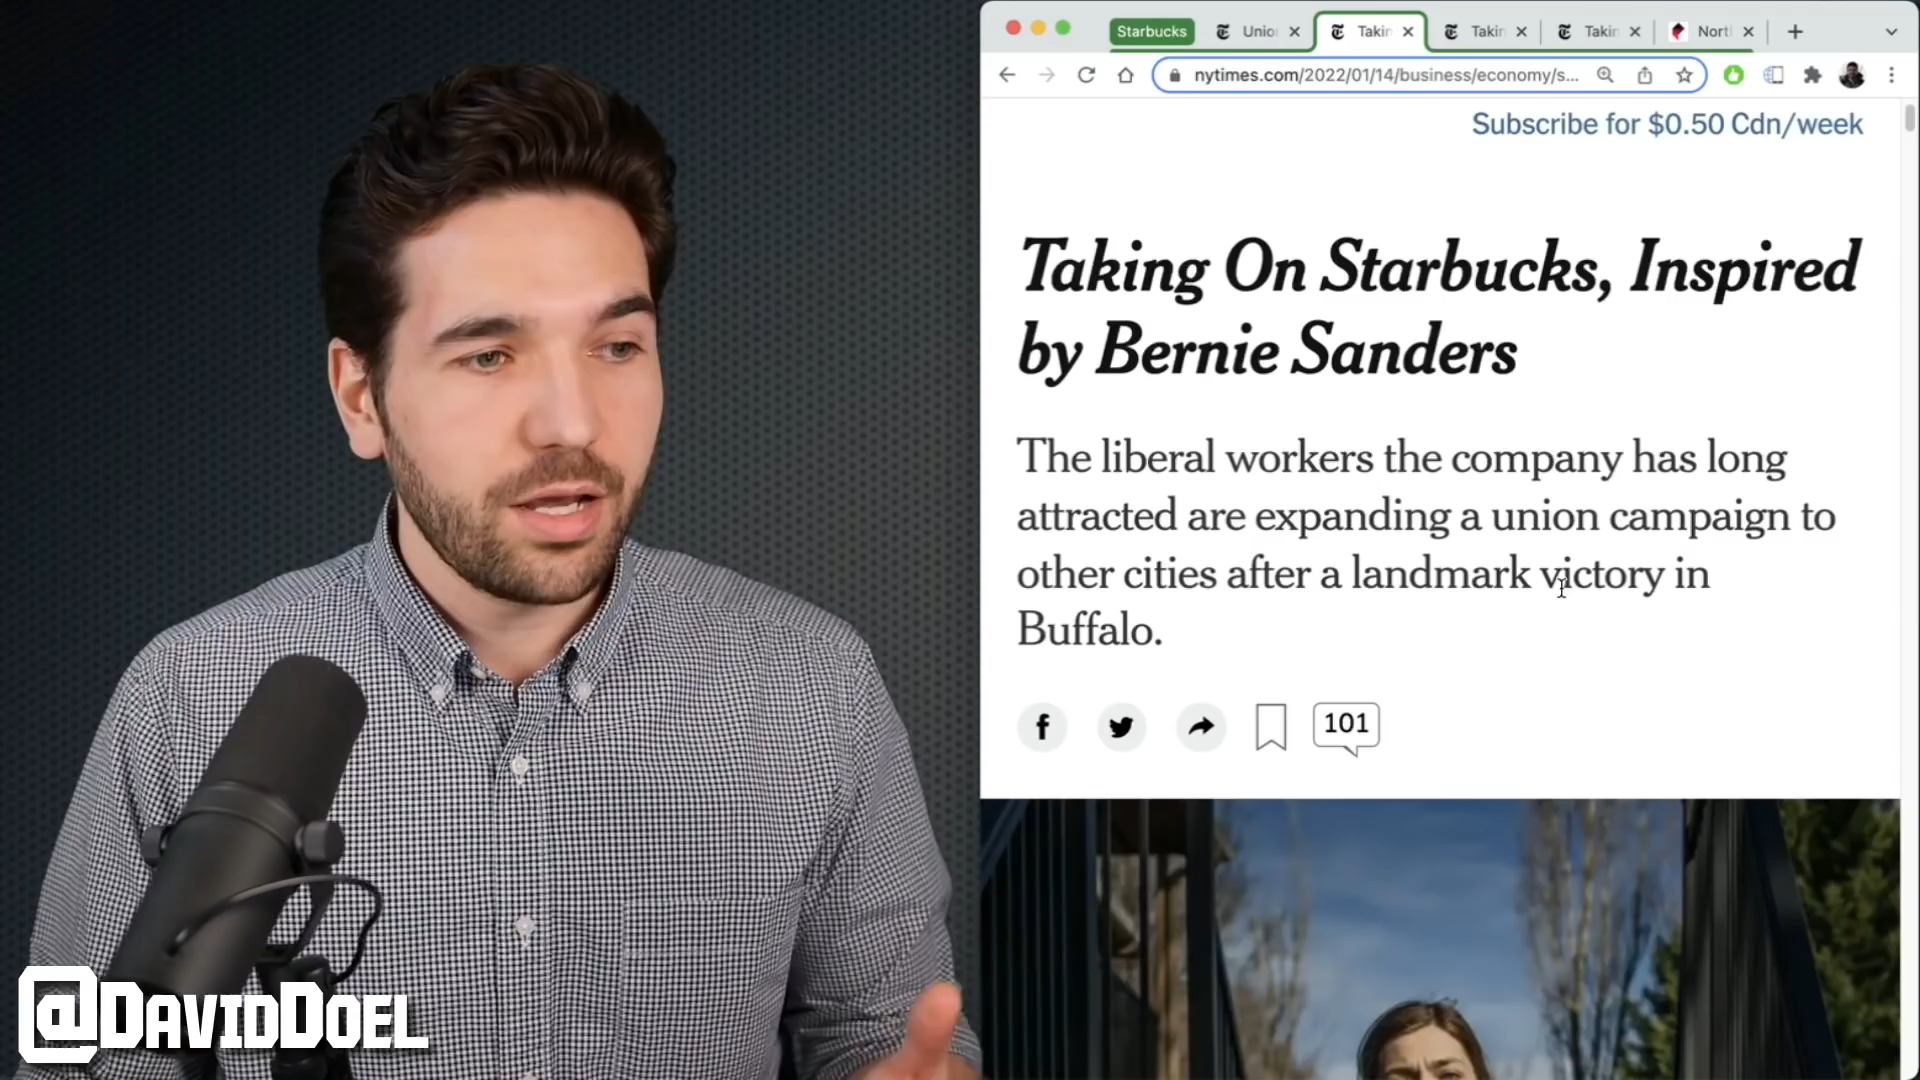 Starbucks
Unio
Takin
Takin
Takin
Nort
nytimes.com/2022/01/14/business/economy/s...
Subscribe for $0.50 Cdn/week
Taking On Starbucks, Inspired
by Bernie Sanders
The liberal workers the company has long
attracted are expanding a union campaign to
other cities after a landmark victory in
Buffalo.
101
@DAVIDDOEL